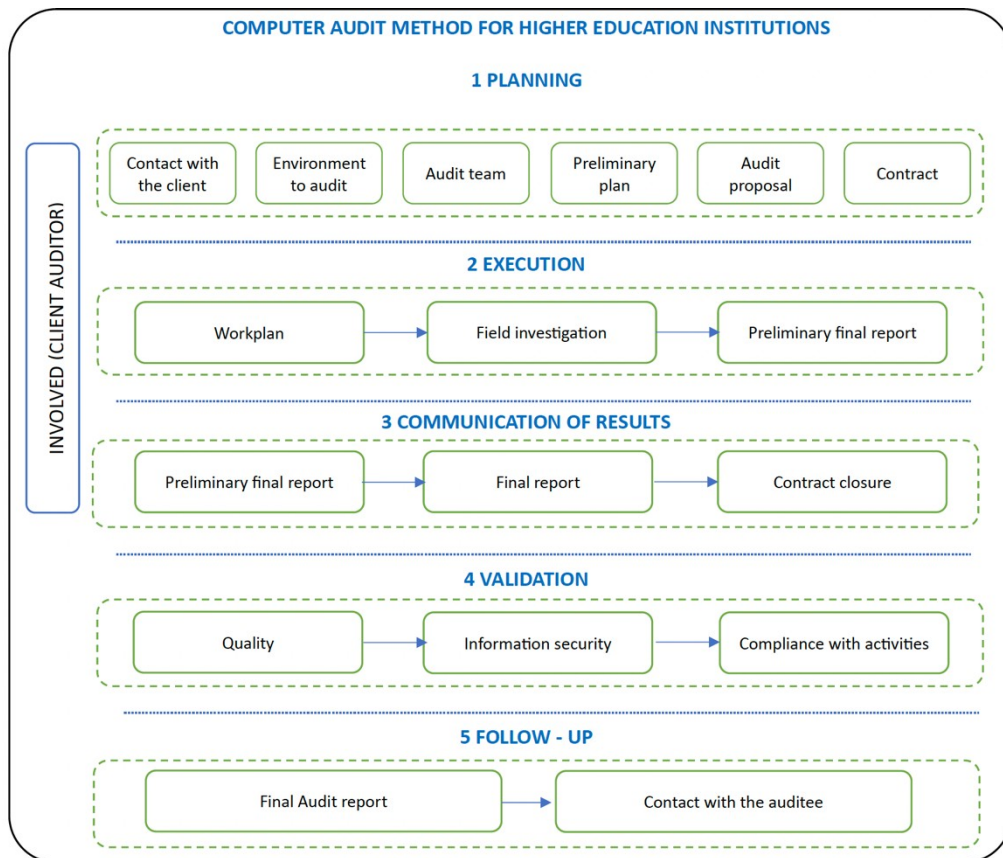 COMPUTER AUDIT METHOD FOR HIGHER EDUCATION INSTITUTIONS
1 PLANNING
INVOLVED (CLIENT AUDITOR)
Contact with
the client
Environment
to audit
Audit team
Preliminary
plan
Audit
proposal
Contract
2 EXECUTION
Workplan
Field investigation
Preliminary final report
3 COMMUNICATION OF RESULTS
Preliminary final report
Final report
Contract closure
4 VALIDATION
Quality
Information security
Compliance with activities
5 FOLLOW - UP
Final Audit report
Contact with the auditee